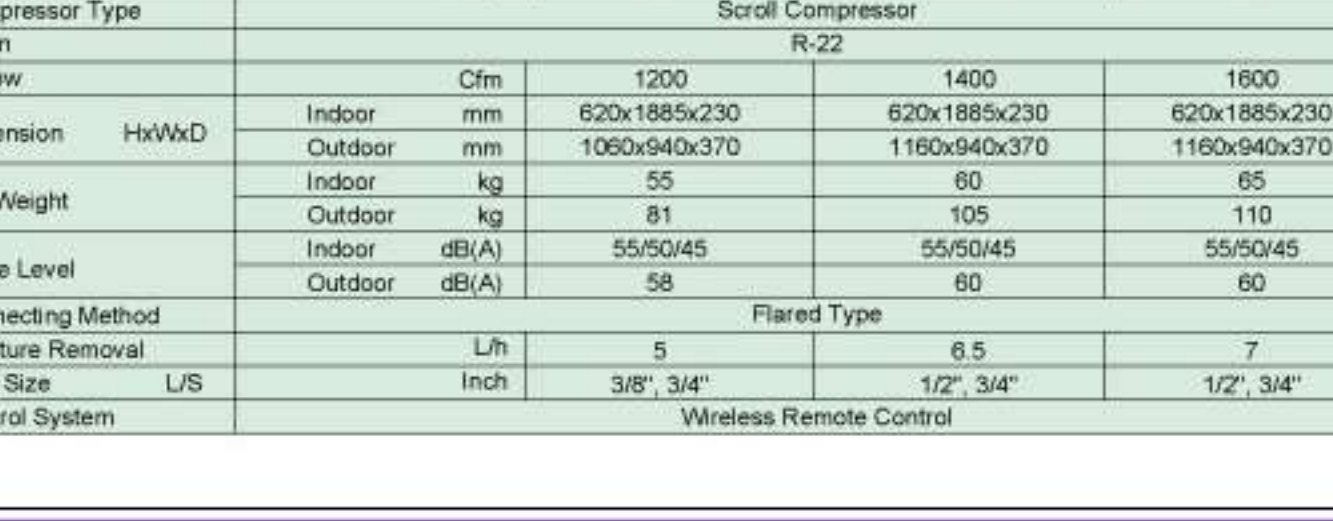 pressor Type Scroll Compressor
n R-22
ow Cfm 1200 1400 1600
ension HxWxD Indoor mm 620x1885x230 620x1885x230 620x1885x230
Outdoor mm 1060x940x370 1160x940x370 1160x940x370
Weight Indoor kg 55 60 65
Outdoor kg 81 105 110
e Level Indoor dB(A) 55/50/45 55/50/45 55/50/45
Outdoor dB(A) 58 60 60
necting Method Flared Type
ture Removal L/h 5 6.5 7
Size L/S Inch 3/8", 3/4" 1/2", 3/4" 1/2", 3/4"
rol System Wireless Remote Control